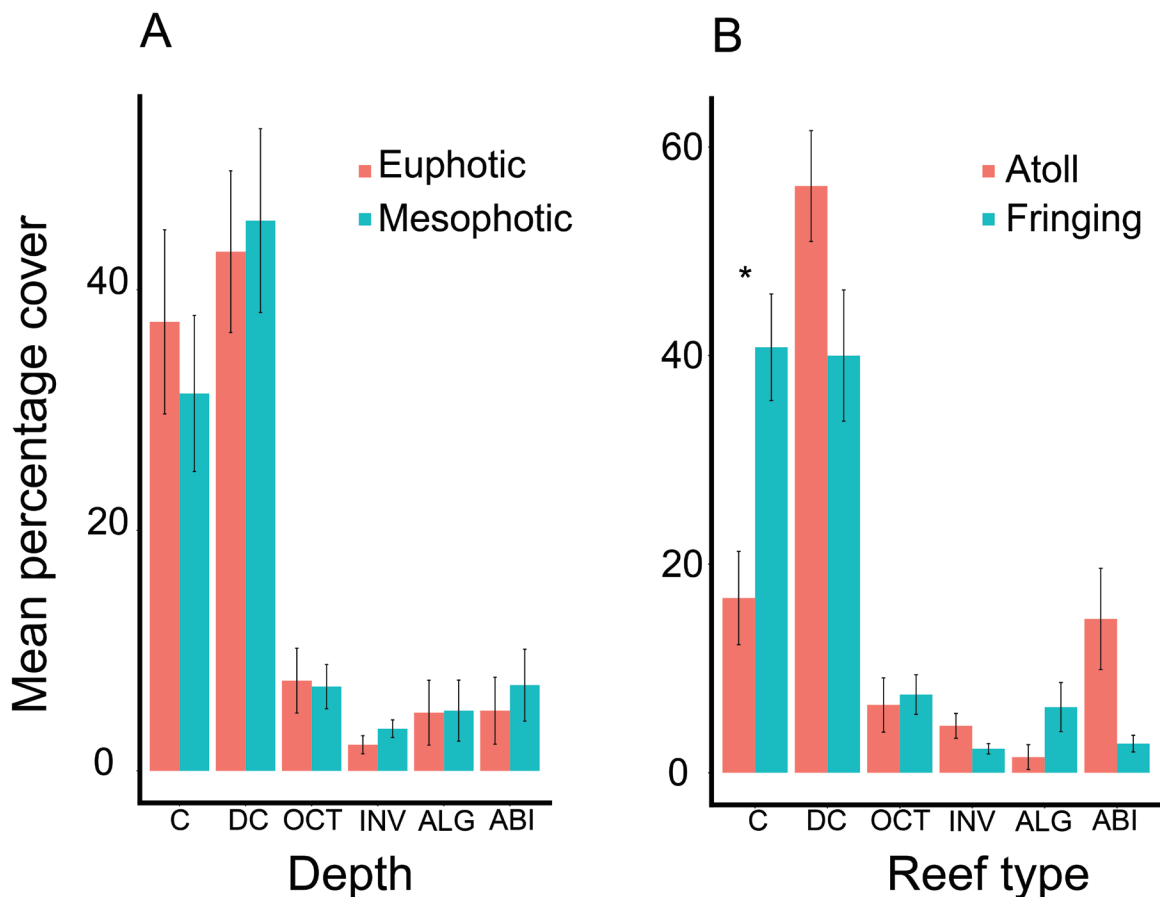 A
Mean percentage cover
40
20
0
Euphotic
Mesophotic
C DC OCT INV ALG ABI
Depth
B
60
40
20
0
Atoll
Fringing
*
C DC OCT INV ALG ABI
Reef type